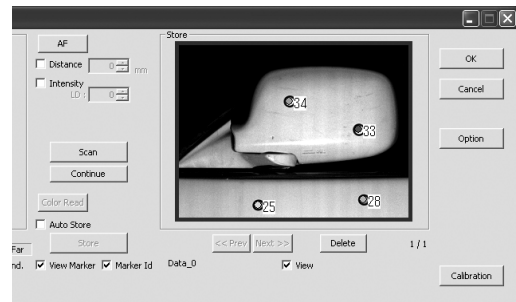 Store
AF
OK
Distance 0 mm
Intensity
LD : 0
Cancel
34
33
Option
Scan
Continue
Color Read
25
28
Auto Store
Far
Store
<< Prev
Next >>
Delete
1 / 1
nd.
View Marker
Marker Id
Data_0
View
Calibration